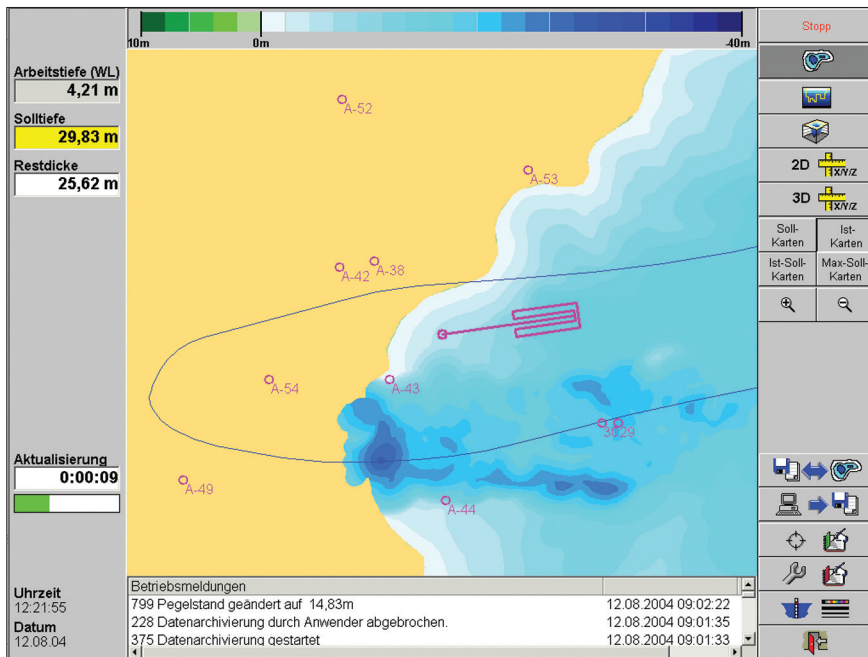 10m
0m
-40m
Arbeitstiefe (WL)
4,21 m
Solltiefe
29,83 m
Restdicke
25,62 m
Aktualisierung
0:00:09
Uhrzeit
12:21:55
Datum
12.08.04
A-52
A-53
A-42
A-38
A-54
A-43
3029
A-49
A-44
Betriebsmeldungen
799 Pegelstand geändert auf 14,83m 12.08.2004 09:02:22
228 Datenarchivierung durch Anwender abgebrochen. 12.08.2004 09:01:35
375 Datenarchivierung gestartet 12.08.2004 09:01:33
Stopp
2D X/Y/Z
3D X/Y/Z
Soll-
Karten
Ist-
Karten
Ist-Soll-
Karten
Max-Soll-
Karten